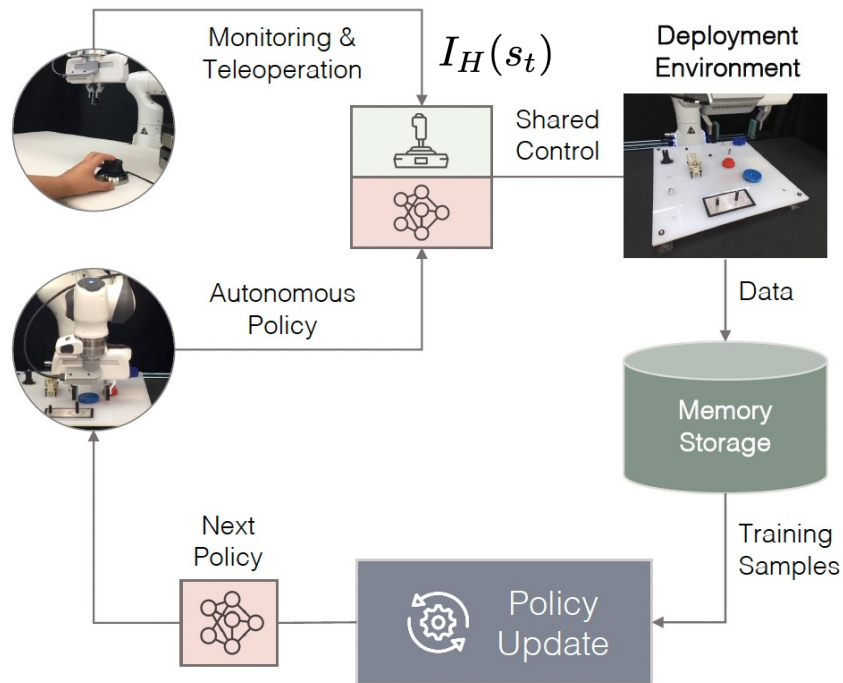 Monitoring &
Teleoperation
$I_H(s_t)$
Deployment
Environment
Shared
Control
Autonomous
Policy
Data
Memory
Storage
Next
Policy
Training
Samples
Policy
Update